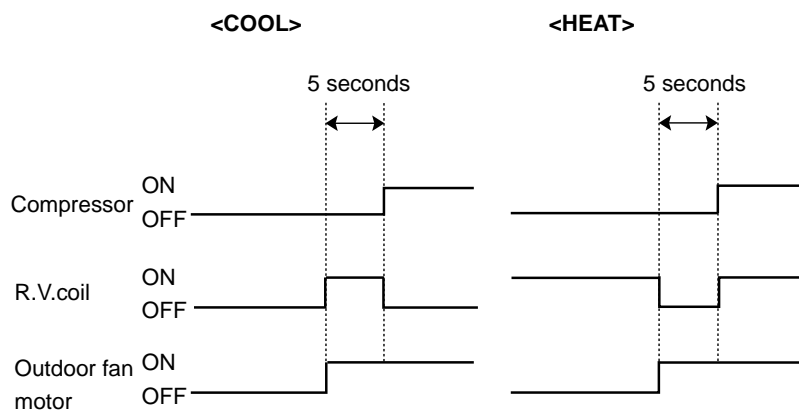 <COOL>
<HEAT>
5 seconds
5 seconds
Compressor
ON
OFF
R.V.coil
ON
OFF
Outdoor fan
motor
ON
OFF